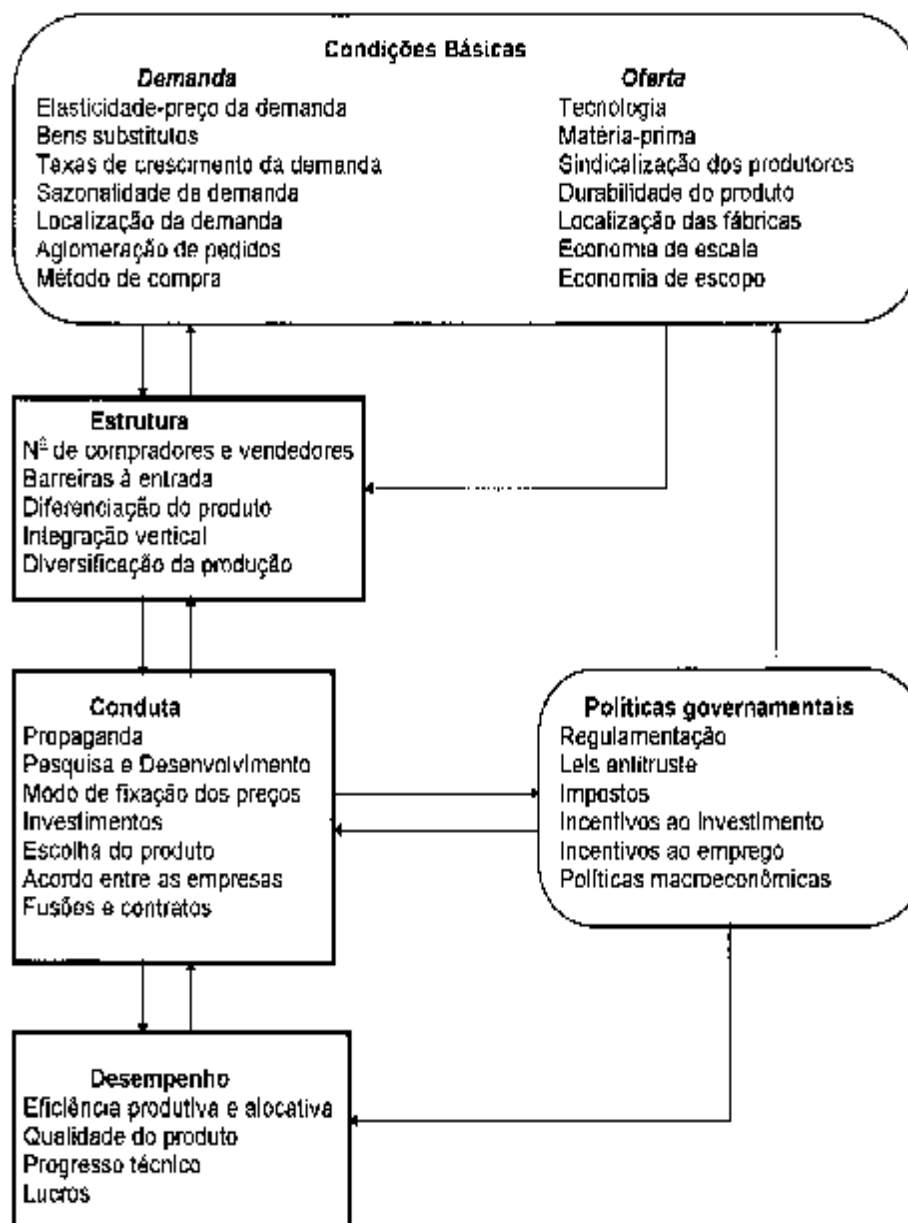 Condições Básicas
Demanda
Elasticidade-preço da demanda
Bens substitutos
Taxas de crescimento da demanda
Sazonalidade da demanda
Localização da demanda
Aglomeração de pedidos
Método de compra
Oferta
Tecnologia
Matéria-prima
Sindicalização dos produtores
Durabilidade do produto
Localização das fábricas
Economia de escala
Economia de escopo
Estrutura
Nº de compradores e vendedores
Barreiras à entrada
Diferenciação do produto
Integração vertical
Diversificação da produção
Conduta
Propaganda
Pesquisa e Desenvolvimento
Modo de fixação dos preços
Investimentos
Escolha do produto
Acordo entre as empresas
Fusões e contratos
Políticas governamentais
Regulamentação
Leis antitruste
Impostos
Incentivos ao investimento
Incentivos ao emprego
Políticas macroeconômicas
Desempenho
Eficiência produtiva e alocativa
Qualidade do produto
Progresso técnico
Lucros